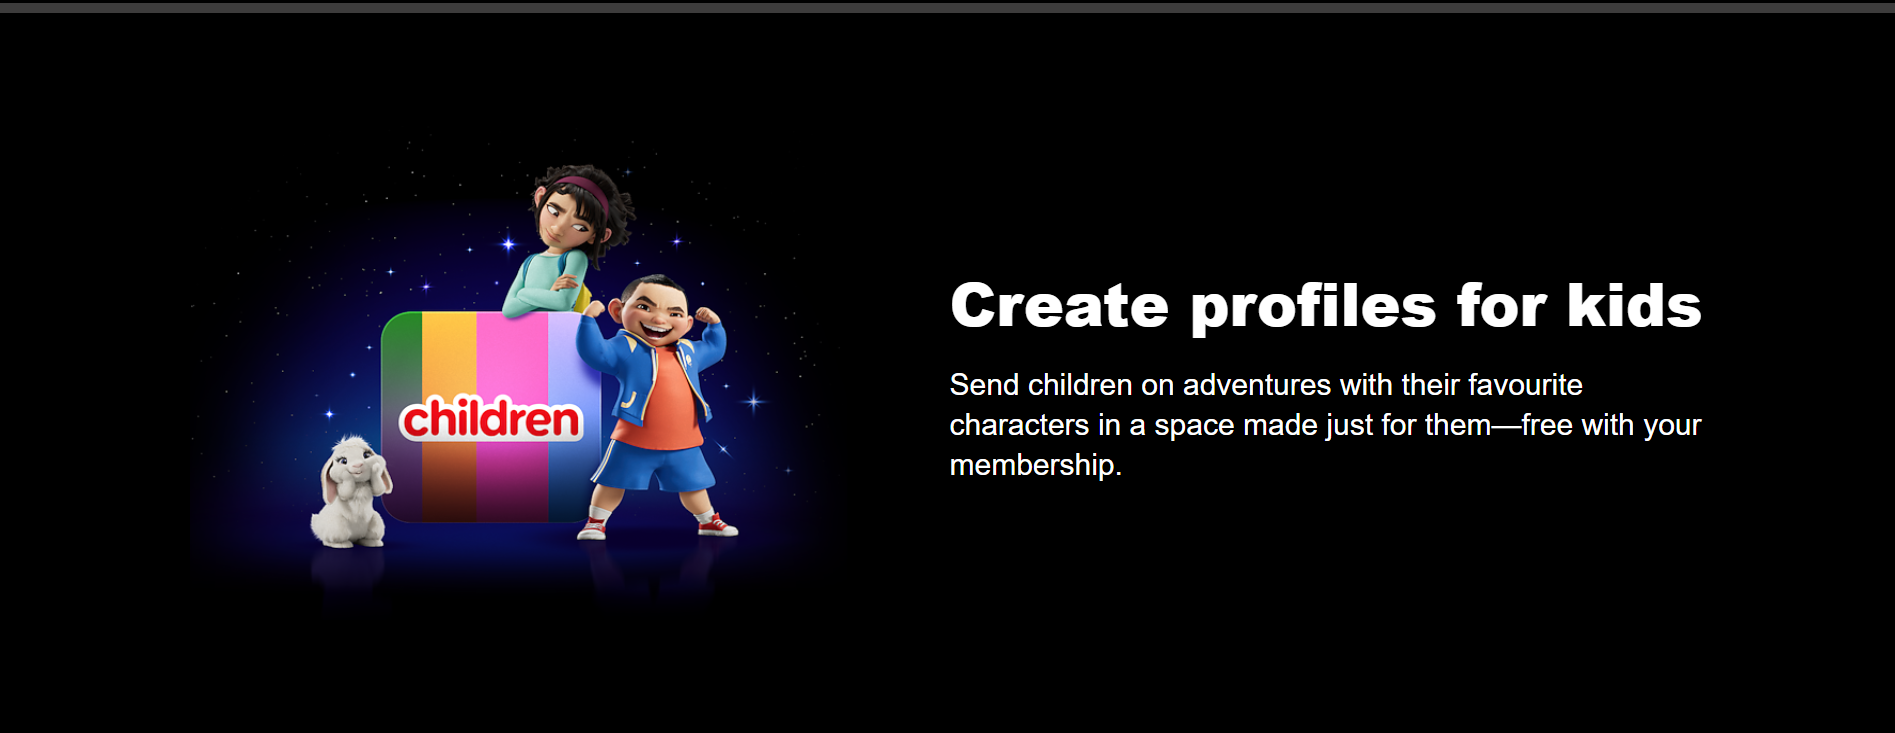 children
Create profiles for kids
Send children on adventures with their favourite
characters in a space made just for them—free with your
membership.